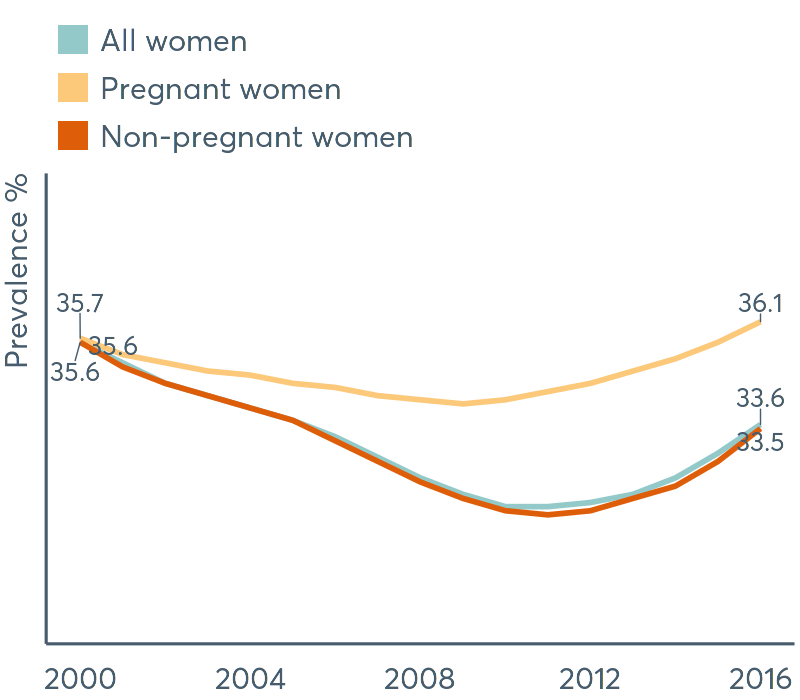 All women
Pregnant women
Non-pregnant women
Prevalence %
35.7
35.6
35.6
36.1
33.6
33.5
2000 2004 2008 2012 2016